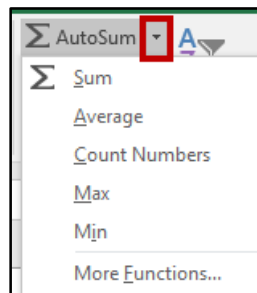 Σ AutoSum A
Σ Sum
Average
Count Numbers
Max
Min
More Functions...